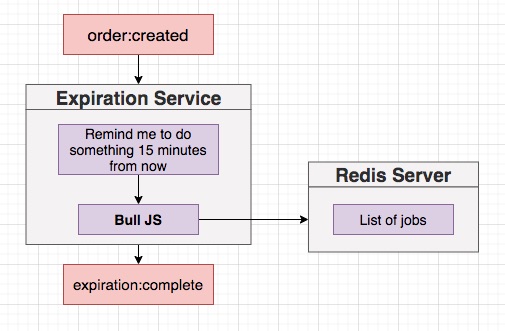 order:created
Expiration Service
Remind me to do
something 15 minutes
from now
Bull JS
Redis Server
List of jobs
expiration:complete